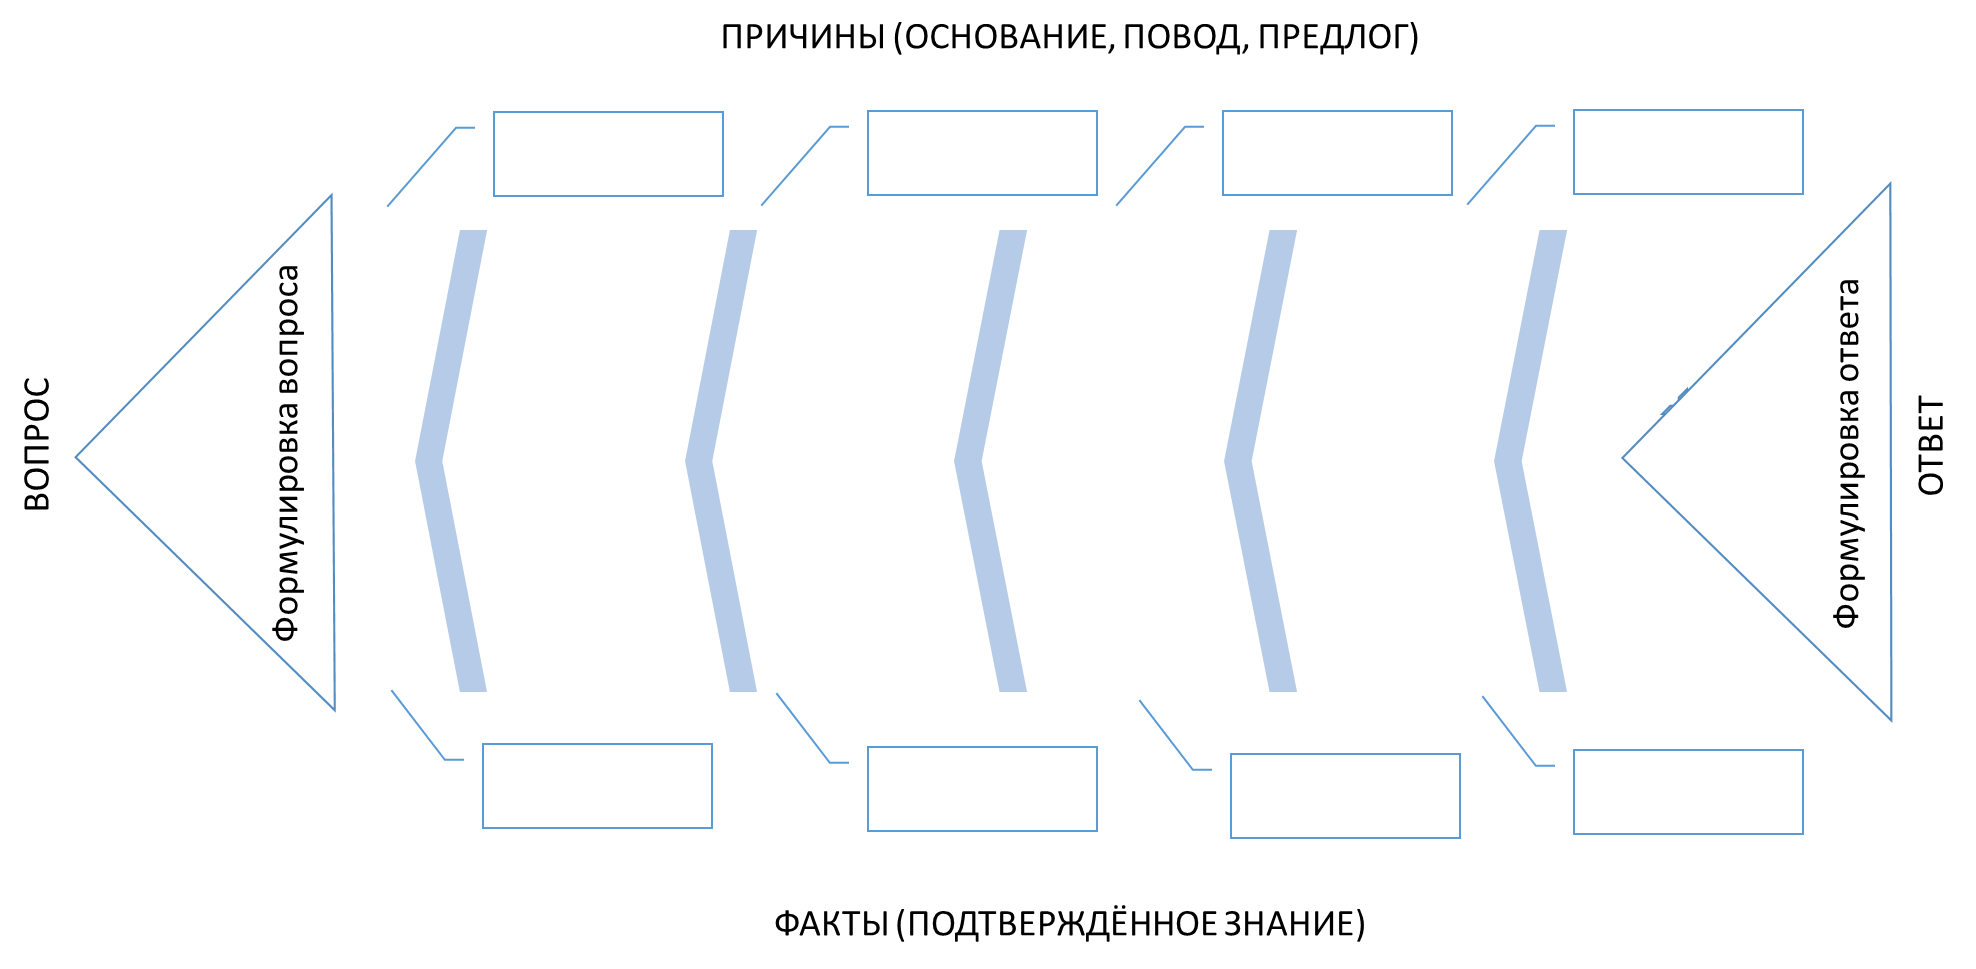 ПРИЧИНЫ (ОСНОВАНИЕ, ПОВОД, ПРЕДЛОГ)
ВОПРОС
Формулировка вопроса
Формулировка ответа
ОТВЕТ
ФАКТЫ (ПОДТВЕРЖДЁННОЕ ЗНАНИЕ)